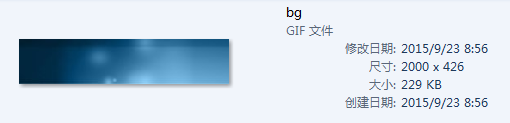 bg
GIF 文件
修改日期: 2015/9/23 8:56
尺寸: 2000 x 426
大小: 229 KB
创建日期: 2015/9/23 8:56